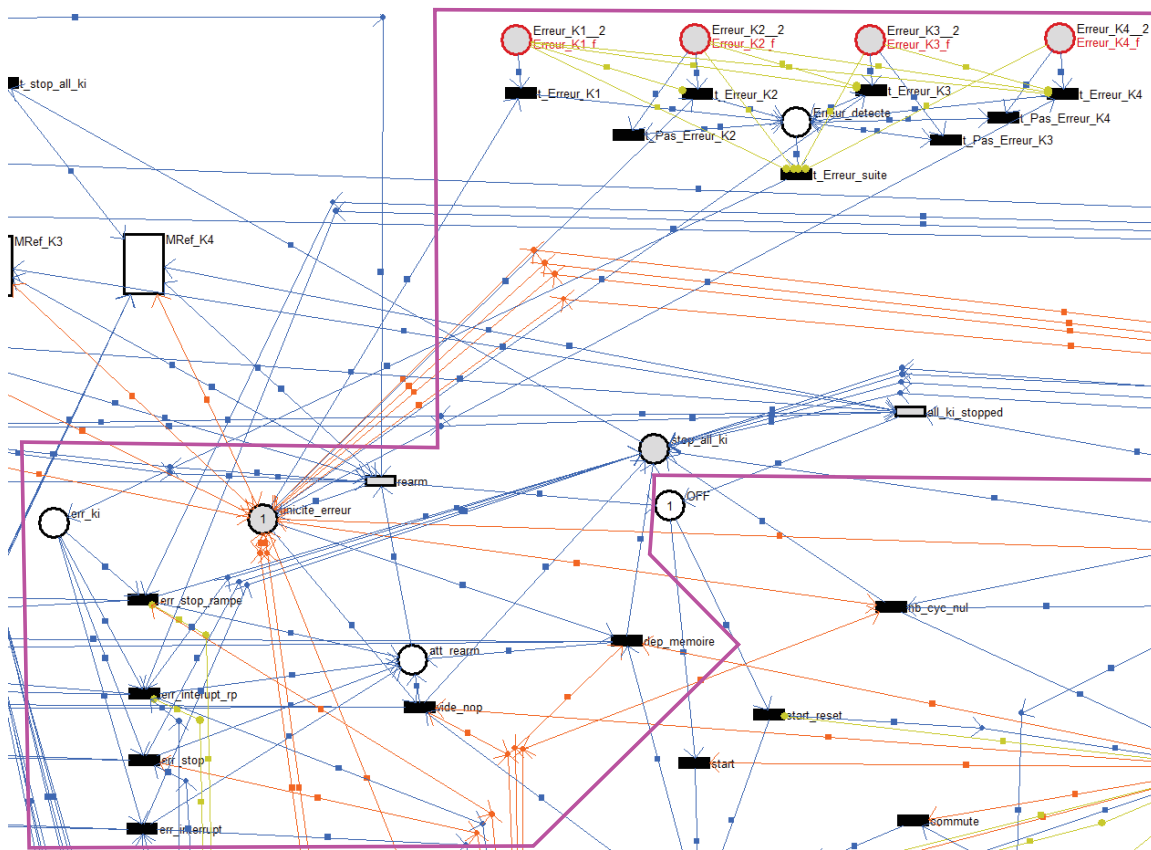 Erreur_K1__2
Erreur_K1_f
Erreur_K2__2
Erreur_K2_f
Erreur_K3__2
Erreur_K3_f
Erreur_K4__2
Erreur_K4_f
t_stop_all_ki
t_Erreur_K1
t_Erreur_K2
t_Erreur_K3
t_Erreur_K4
Erreur_detecte
t_Pas_Erreur_K4
t_Pas_Erreur_K2
t_Pas_Erreur_K3
t_Erreur_suite
MRef_K3
MRef_K4
all_ki_stopped
stop_all_ki
rearm
OFF
1
err_ki
1
unicite_erreur
err_stop_rampe
nb_cyc_nul
dep_memoire
att_rearm
err_interupt_rp
vide_nop
start_reset
err_stop
start
err_interrupt
commute